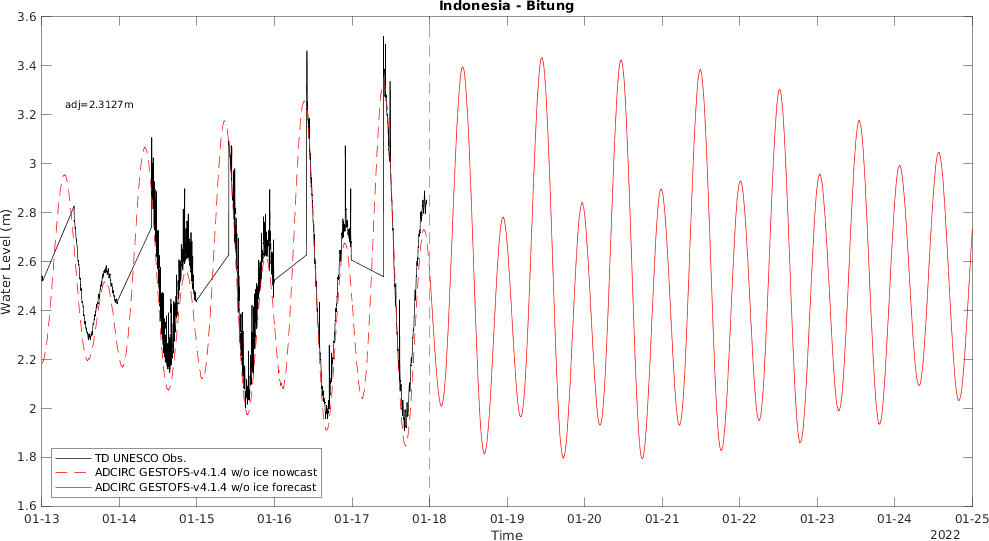 Indonesia - Bitung
3.6
3.4
3.2
3
2.8
2.6
2.4
2.2
2
1.8
1.6
Water Level (m)
adj=2.3127m
TD UNESCO Obs.
ADCIRC GESTOFS-v4.1.4 w/o ice nowcast
ADCIRC GESTOFS-v4.1.4 w/o ice forecast
01-13 01-14 01-15 01-16 01-17 01-18 01-19 01-20 01-21 01-22 01-23 01-24 01-25
Time
2022